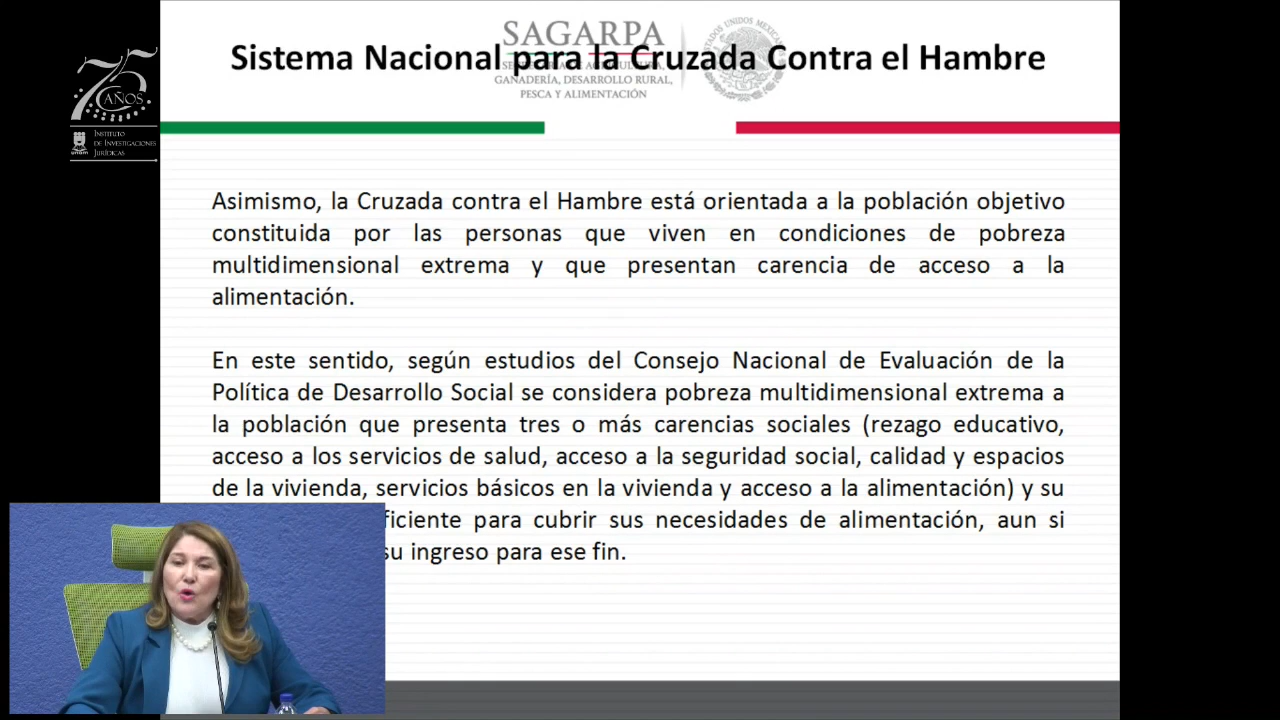 SAGARPA
Sistema Nacional para la Cruzada Contra el Hambre
GANADERÍA, DESARROLLO RURAL,
PESCA Y ALIMENTACIÓN
75
AÑOS
INSTITUTO
DE INVESTIGACIONES
JURÍDICAS
UNAM
Asimismo, la Cruzada contra el Hambre está orientada a la población objetivo
constituida por las personas que viven en condiciones de pobreza
multidimensional extrema y que presentan carencia de acceso a la
alimentación.
En este sentido, según estudios del Consejo Nacional de Evaluación de la
Política de Desarrollo Social se considera pobreza multidimensional extrema a
la población que presenta tres o más carencias sociales (rezago educativo,
acceso a los servicios de salud, acceso a la seguridad social, calidad y espacios
de la vivienda, servicios básicos en la vivienda y acceso a la alimentación) y su
ficiente para cubrir sus necesidades de alimentación, aun si
su ingreso para ese fin.